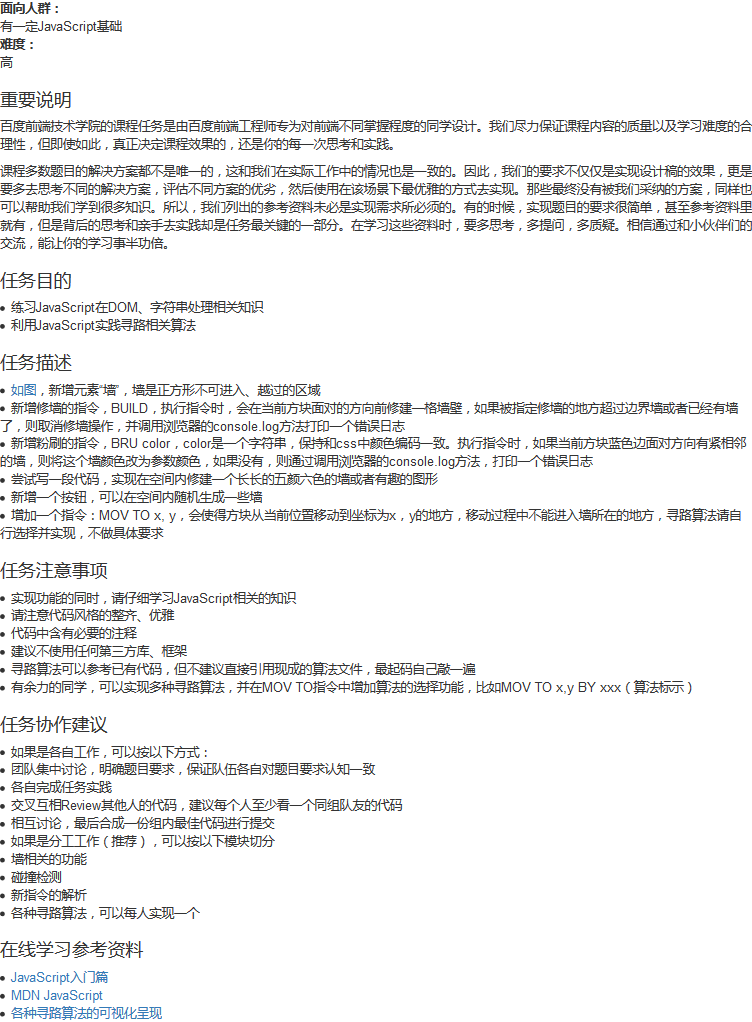 面向人群：
有一定JavaScript基础
难度：
高
重要说明
百度前端技术学院的课程任务是由百度前端工程师专为对前端不同掌握程度的同学设计。我们尽力保证课程内容的质量以及学习难度的合
理性，但即使如此，真正决定课程效果的，还是你的每一次思考和实践。
课程多数题目的解决方案都不是唯一的，这和我们在实际工作中的情况也是一致的。因此，我们的要求不仅仅是实现设计稿的效果，更是
要多去思考不同的解决方案，评估不同方案的优劣，然后使用在该场景下最优雅的方式去实现。那些最终没有被我们采纳的方案，同样也
可以帮助我们学到很多知识。所以，我们列出的参考资料未必是实现需求所必须的。有的时候，实现题目的要求很简单，甚至参考资料里
就有，但是背后的思考和亲手去实践却是任务最关键的一部分。在学习这些资料时，要多思考，多提问，多质疑。相信通过和小伙伴们的
交流，能让你的学习事半功倍。
任务目的
• 练习JavaScript在DOM、字符串处理相关知识
• 利用JavaScript实践寻路相关算法
任务描述
• 如图，新增元素“墙”，墙是正方形不可进入、越过的区域
• 新增修墙的指令，BUILD，执行指令时，会在当前方块面对的方向前修建一格墙壁，如果被指定修墙的地方超过边界墙或者已经有墙
了，则取消修墙操作，并调用浏览器的console.log方法打印一个错误日志
• 新增粉刷的指令，BRU color，color是一个字符串，保持和css中颜色编码一致。执行指令时，如果当前方块蓝色边面对方向有紧相邻
的墙，则将这个墙颜色改为参数颜色，如果没有，则通过调用浏览器的console.log方法，打印一个错误日志
• 尝试写一段代码，实现在空间内修建一个长长的五颜六色的墙或者有趣的图形
• 新增一个按钮，可以在空间内随机生成一些墙
• 增加一个指令：MOV TO x, y，会使得方块从当前位置移动到坐标为x，y的地方，移动过程中不能进入墙所在的地方，寻路算法请自
行选择并实现，不做具体要求
任务注意事项
• 实现功能的同时，请仔细学习JavaScript相关的知识
• 请注意代码风格的整齐、优雅
• 代码中含有必要的注释
• 建议不使用任何第三方库、框架
• 寻路算法可以参考已有代码，但不建议直接引用现成的算法文件，最起码自己敲一遍
• 有余力的同学，可以实现多种寻路算法，并在MOV TO指令中增加算法的选择功能，比如MOV TO x,y BY xxx（算法标示）
任务协作建议
• 如果是各自工作，可以按以下方式：
• 团队集中讨论，明确题目要求，保证队伍各自对题目要求认知一致
• 各自完成任务实践
• 交叉互相Review其他人的代码，建议每个人至少看一个同组队友的代码
• 相互讨论，最后合成一份组内最佳代码进行提交
• 如果是分工工作（推荐），可以按以下模块切分
• 墙相关的功能
• 碰撞检测
• 新指令的解析
• 各种寻路算法，可以每人实现一个
在线学习参考资料
• JavaScript入门篇
• MDN JavaScript
• 各种寻路算法的可视化呈现